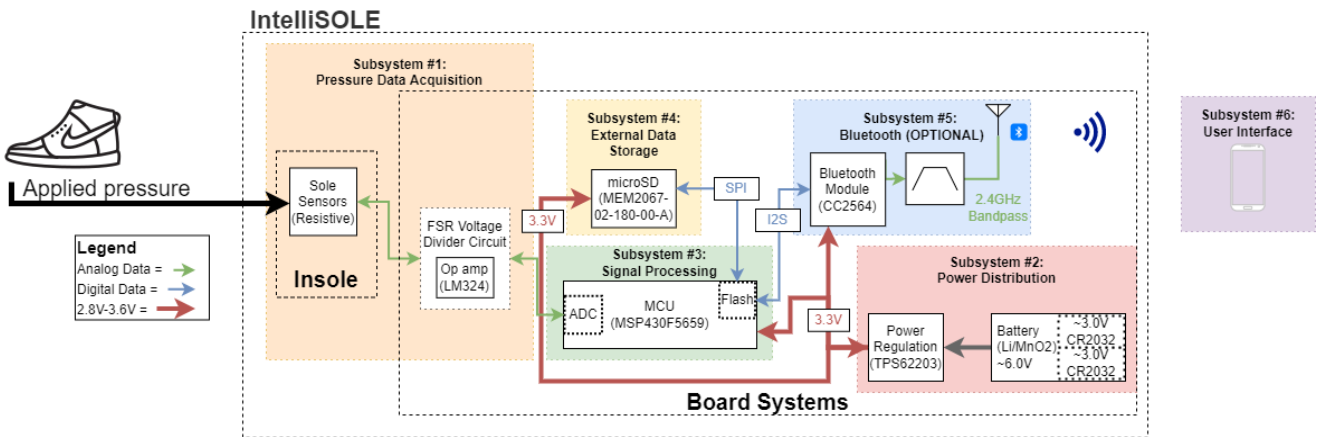 IntelliSOLE
Subsystem #1:
Pressure Data Acquisition
Applied pressure
Sole
Sensors
(Resistive)
Insole
Legend
Analog Data =
Digital Data =
2.8V-3.6V =
FSR Voltage
Divider Circuit
Op amp
(LM324)
3.3V
Subsystem #4:
External Data
Storage
microSD
(MEM2067-
02-180-00-A)
SPI
I2S
Subsystem #3:
Signal Processing
ADC
MCU
(MSP430F5659)
Flash
3.3V
Subsystem #5:
Bluetooth (OPTIONAL)
Bluetooth
Module
(CC2564)
2.4GHz
Bandpass
Subsystem #2:
Power Distribution
Power
Regulation
(TPS62203)
Battery
(Li/MnO2)
~6.0V
~3.0V
CR2032
~3.0V
CR2032
Board Systems
Subsystem #6:
User Interface